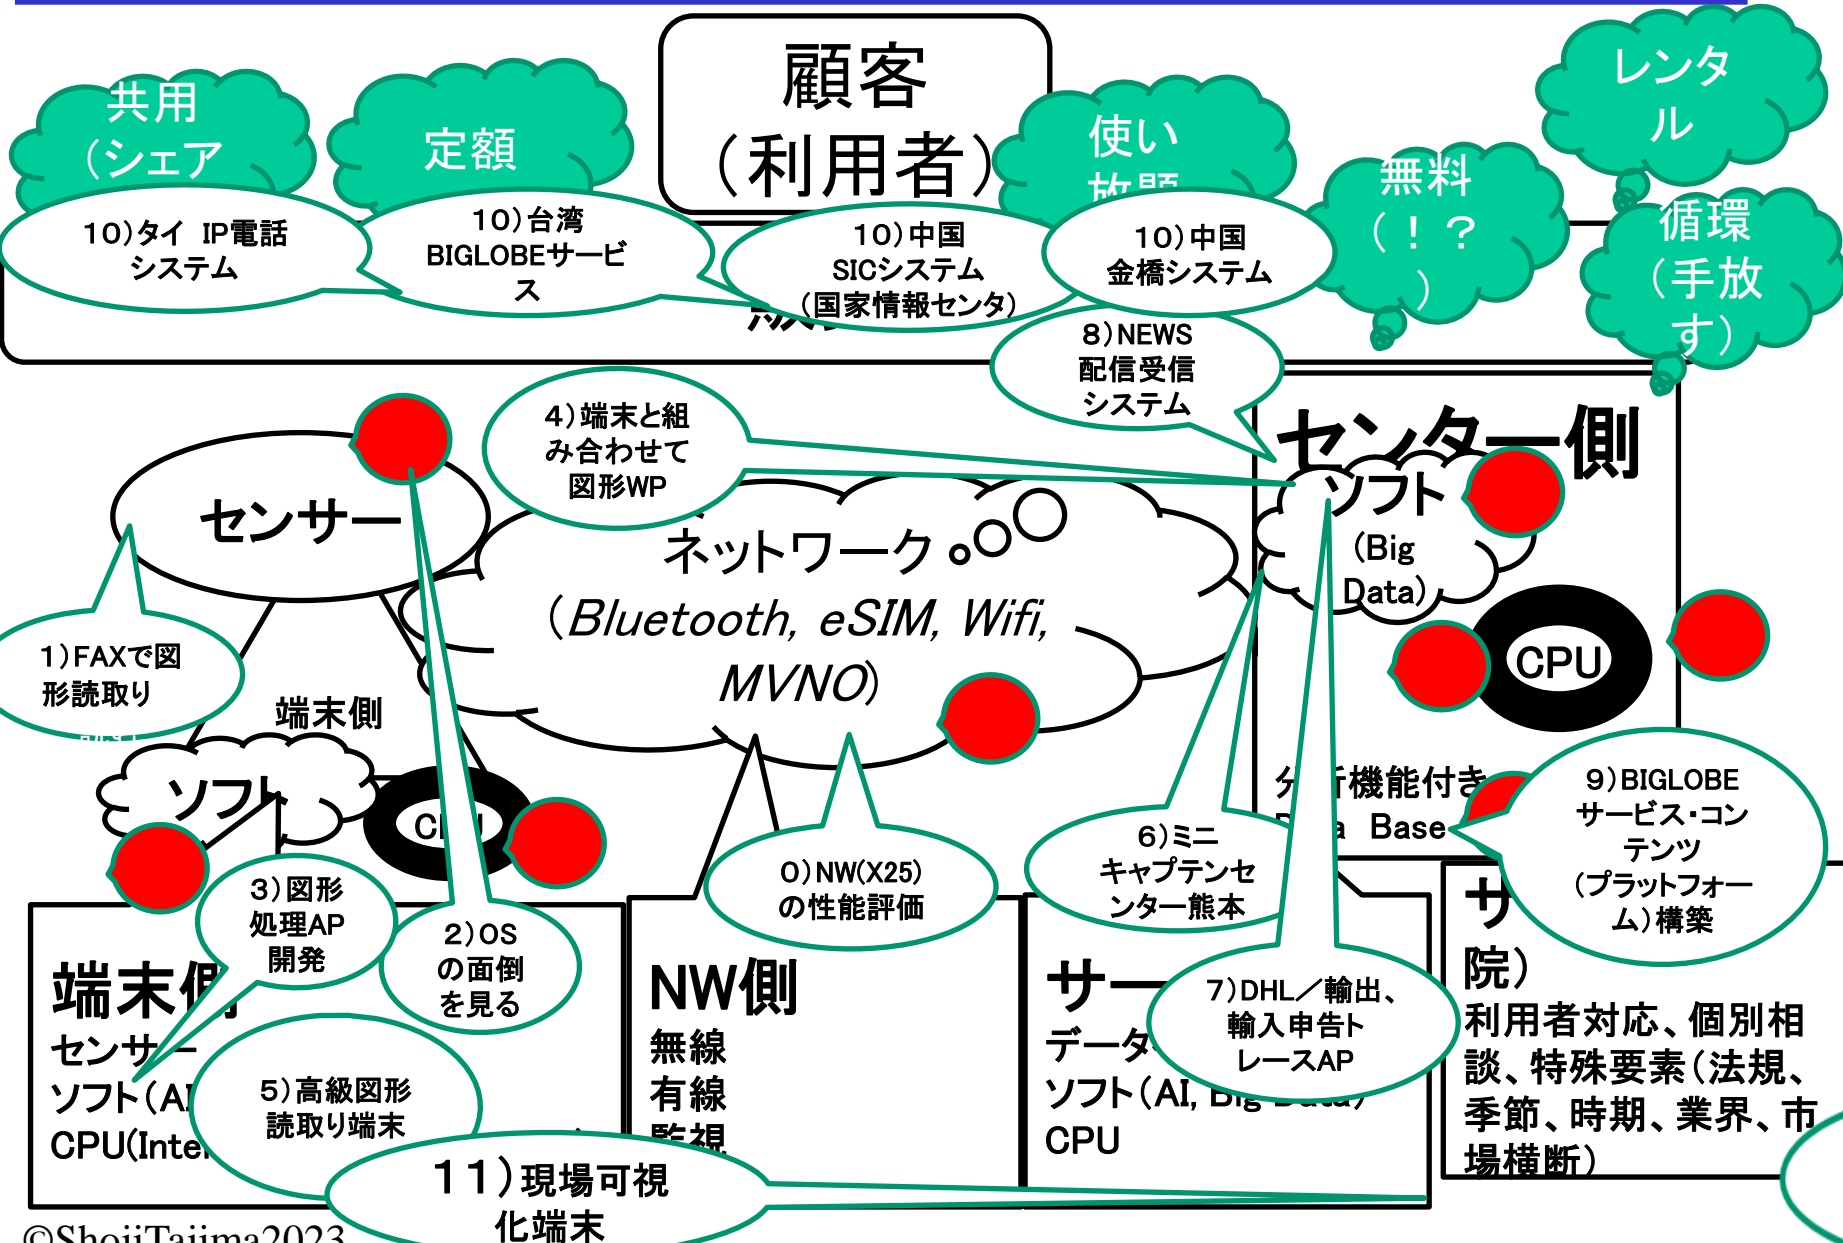 顧客
（利用者）
共用
（シェア
定額
使い
放題
無料
（！？
）
レンタ
ル
循環
（手放
す）
10）タイ IP電話
システム
10）台湾
BIGLOBEサービ
ス
10）中国
SICシステム
（国家情報センタ）
10）中国
金橋システム
8）NEWS
配信受信
システム
4）端末と組
み合わせて
図形WP
センター側
ソフト
（Big
Data）
CPU
センサー
ネットワーク
（Bluetooth, eSIM, Wifi,
MVNO）
1）FAXで図
形読取り
端末側
ソフト
CPU
機能付き
Base
9）BIGLOBE
サービス・コン
テンツ
（プラットフォー
ム）構築
6）ミニ
キャプテンセ
ンター熊本
0）NW(X25)
の性能評価
3）図形
処理AP
開発
2）OS
の面倒
を見る
端末側
センサー
ソフト（AI
CPU(Inte
5）高級図形
読取り端末
NW側
無線
有線
監視
サー
データ
ソフト（AI, Big Data）
CPU
7）DHL／輸出、
輸入申告ト
レースAP
サ
院）
利用者対応、個別相
談、特殊要素（法規、
季節、時期、業界、市
場横断）
11）現場可視
化端末
©ShojiTajima2023